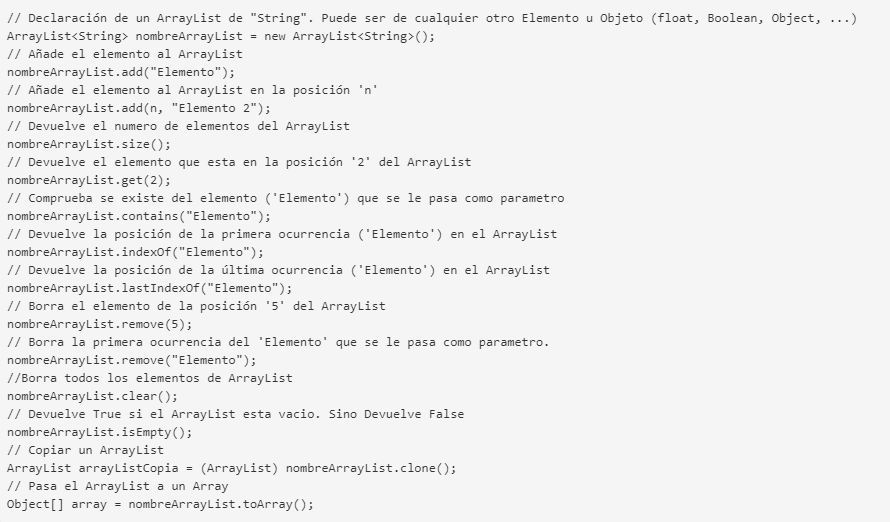 // Declaración de un ArrayList de "String". Puede ser de cualquier otro Elemento u Objeto (float, Boolean, Object, ...)
ArrayList<String> nombreArrayList = new ArrayList<String>();
// Añade el elemento al ArrayList
nombreArrayList.add("Elemento");
// Añade el elemento al ArrayList en la posición 'n'
nombreArrayList.add(n, "Elemento 2");
// Devuelve el numero de elementos del ArrayList
nombreArrayList.size();
// Devuelve el elemento que esta en la posición '2' del ArrayList
nombreArrayList.get(2);
// Comprueba se existe del elemento ('Elemento') que se le pasa como parametro
nombreArrayList.contains("Elemento");
// Devuelve la posición de la primera ocurrencia ('Elemento') en el ArrayList
nombreArrayList.indexOf("Elemento");
// Devuelve la posición de la última ocurrencia ('Elemento') en el ArrayList
nombreArrayList.lastIndexOf("Elemento");
// Borra el elemento de la posición '5' del ArrayList
nombreArrayList.remove(5);
// Borra la primera ocurrencia del 'Elemento' que se le pasa como parametro.
nombreArrayList.remove("Elemento");
//Borra todos los elementos de ArrayList
nombreArrayList.clear();
// Devuelve True si el ArrayList esta vacio. Sino Devuelve False
nombreArrayList.isEmpty();
// Copiar un ArrayList
ArrayList arrayListCopia = (ArrayList) nombreArrayList.clone();
// Pasa el ArrayList a un Array
Object[] array = nombreArrayList.toArray();